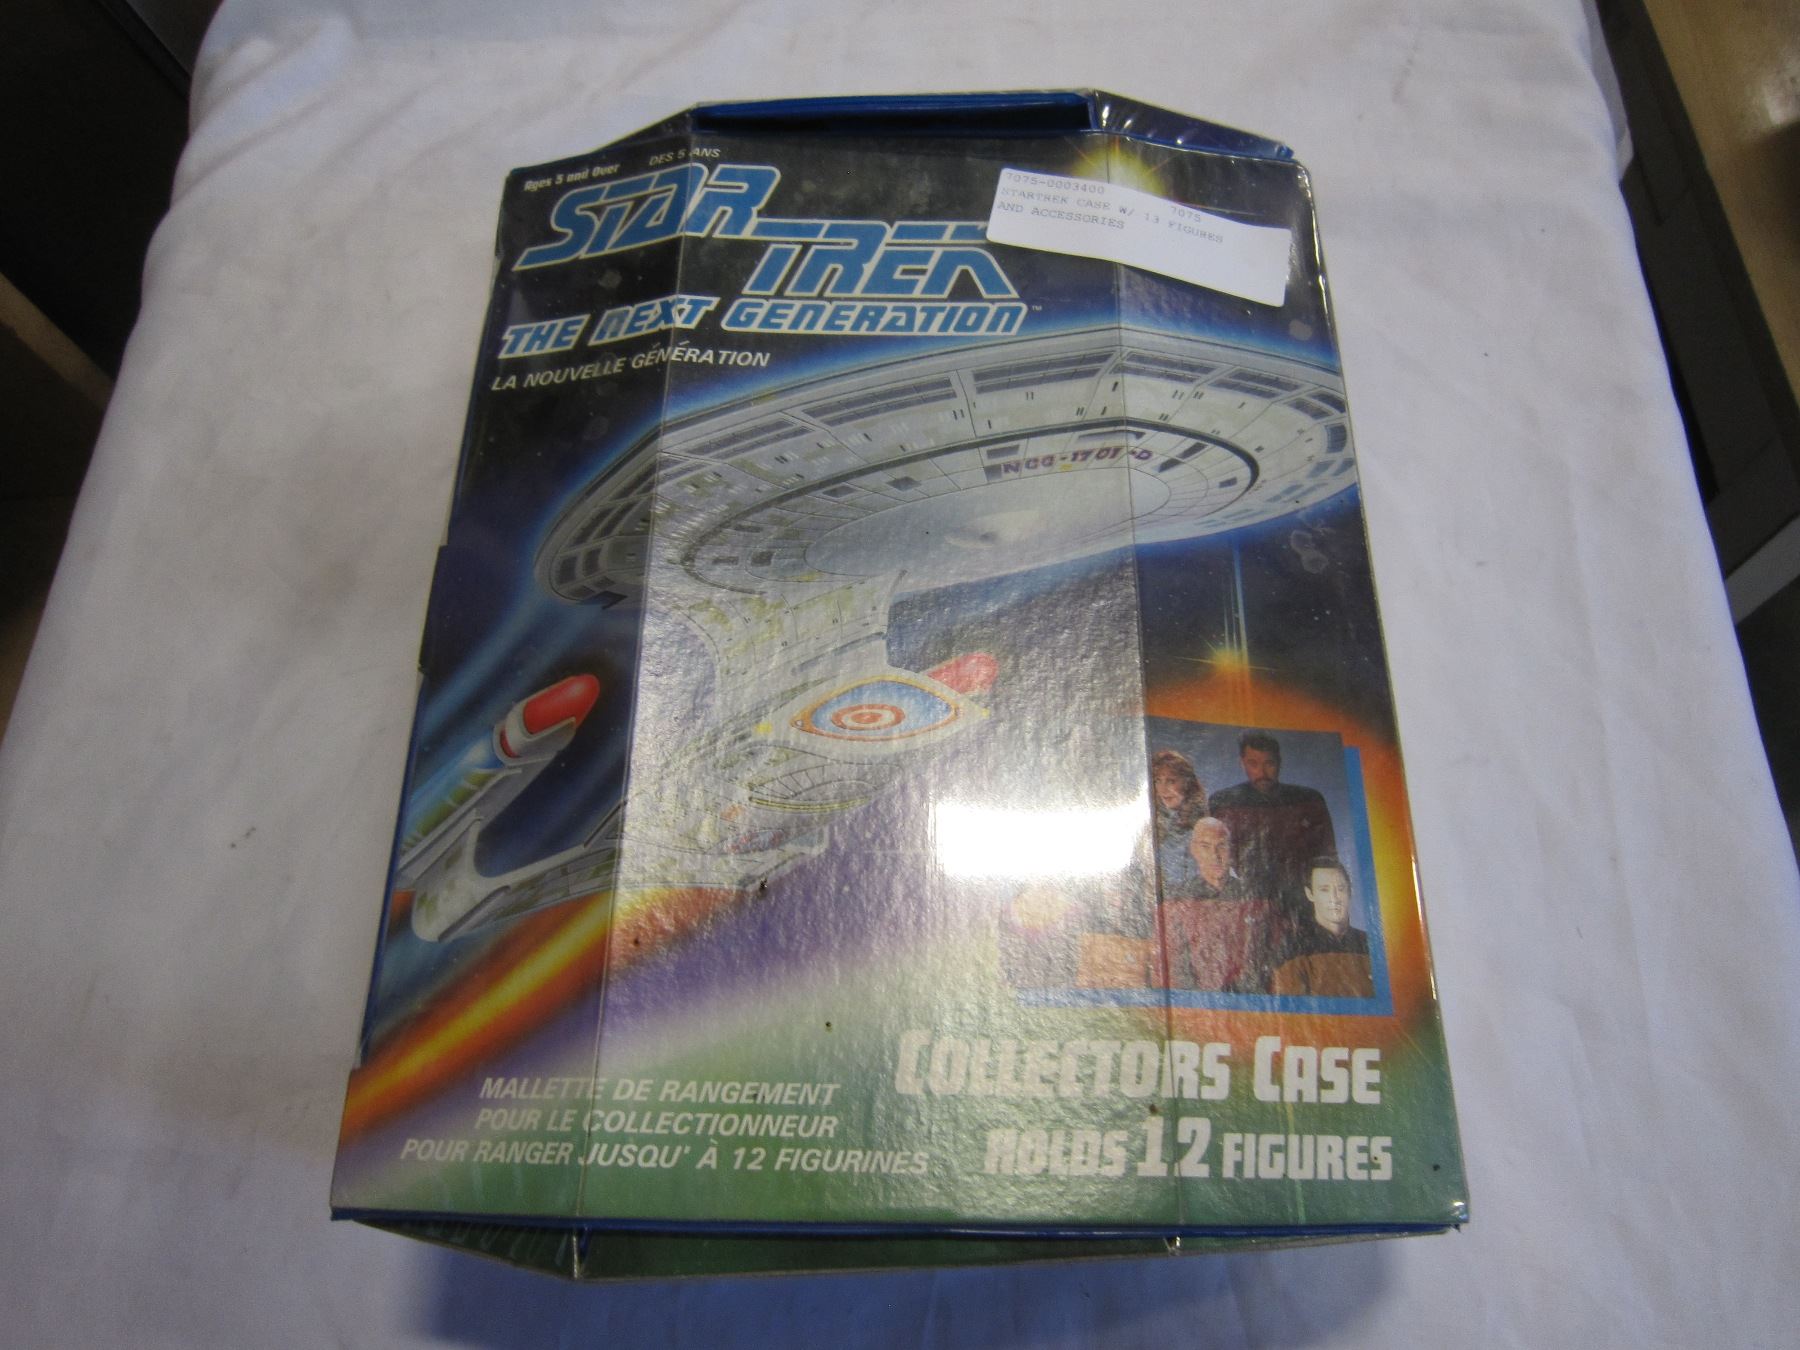 Ages 5 and Over
DES 5 ANS
STAR TREK
THE NEXT GENERATION™
LA NOUVELLE GÉNÉRATION
7075-0003400 7075
STARTREK CASE W/ 13 FIGURES
AND ACCESSORIES
NCC-1701-D
COLLECTORS CASE
HOLDS 12 FIGURES
MALLETTE DE RANGEMENT
POUR LE COLLECTIONNEUR
POUR RANGER JUSQU' À 12 FIGURINES